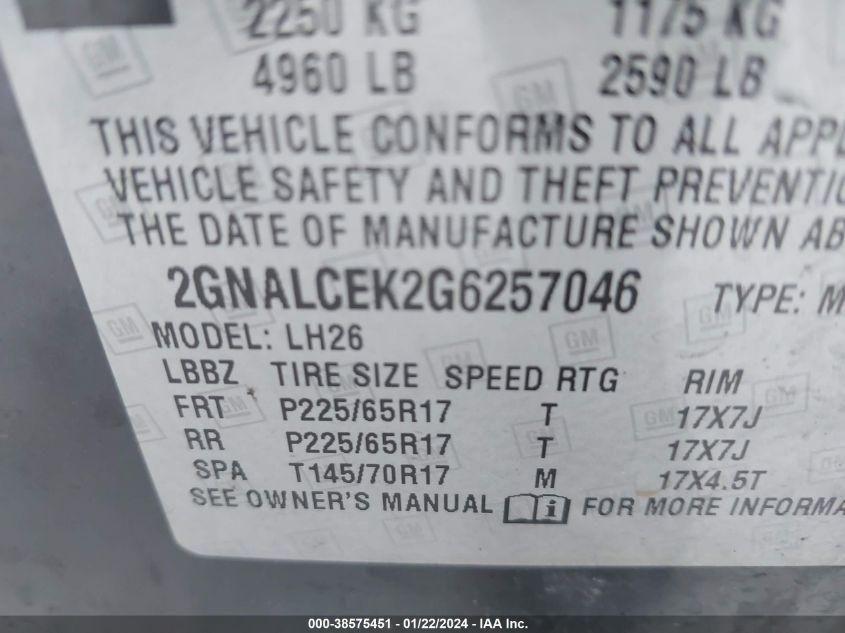 2250 KG 1175 KG
4960 LB 2590 LB
THIS VEHICLE CONFORMS TO ALL APPL
VEHICLE SAFETY AND THEFT PREVENTIO
THE DATE OF MANUFACTURE SHOWN AB
2GNALCEK2G6257046 TYPE: M
MODEL: LH26
LBBZ TIRE SIZE SPEED RTG RIM
FRT P225/65R17 T 17X7J
RR P225/65R17 T 17X7J
SPA T145/70R17 M 17X4.5T
SEE OWNER'S MANUAL i FOR MORE INFORMA
000-38575451 - 01/22/2024 - IAAI Inc.